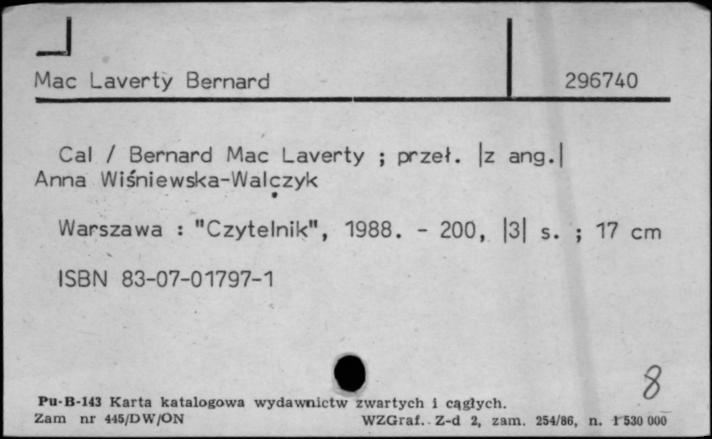 Mac Laverty Bernard 296740
Cal / Bernard Mac Laverty ; przeł. |z ang.|
Anna Wiśniewska-Walczyk
Warszawa : "Czytelnik", 1988. - 200, |3| s. ; 17 cm
ISBN 83-07-01797-1
8
Pu-B-143 Karta katalogowa wydawnictw zwartych i cągłych.
Zam nr 445/DW/ON WZGraf. Z-d 2, zam. 254/86, n. 1 530 000